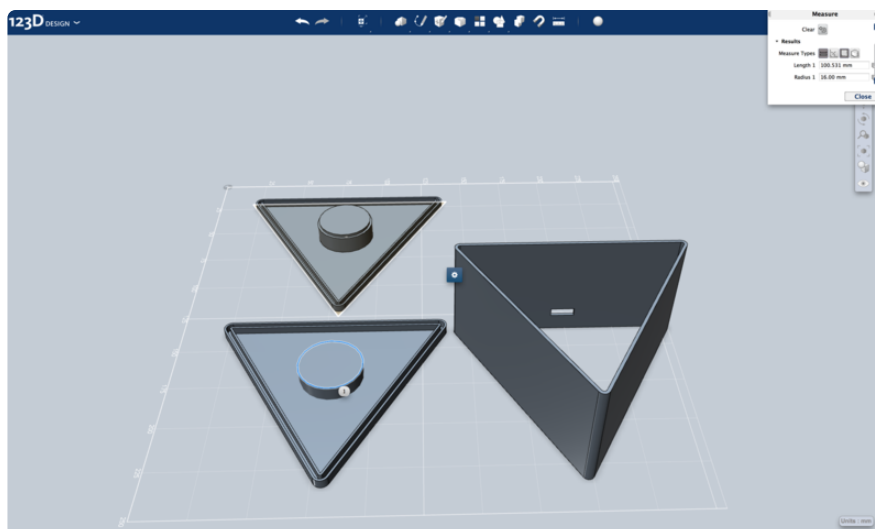 123D DESIGN
Measure
Clear
Results
Measure Types
Length 1 100.531 mm
Radius 1 16.00 mm
Close
1
Units : mm